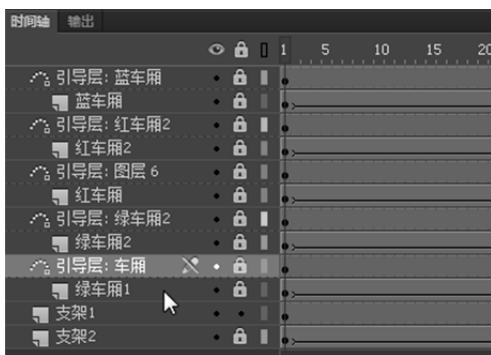 时间轴 输出
1 5 10 15 20
引导层: 蓝车厢
蓝车厢
引导层: 红车厢2
红车厢2
引导层: 图层 6
红车厢
引导层: 绿车厢2
绿车厢2
引导层: 车厢
绿车厢1
支架1
支架2